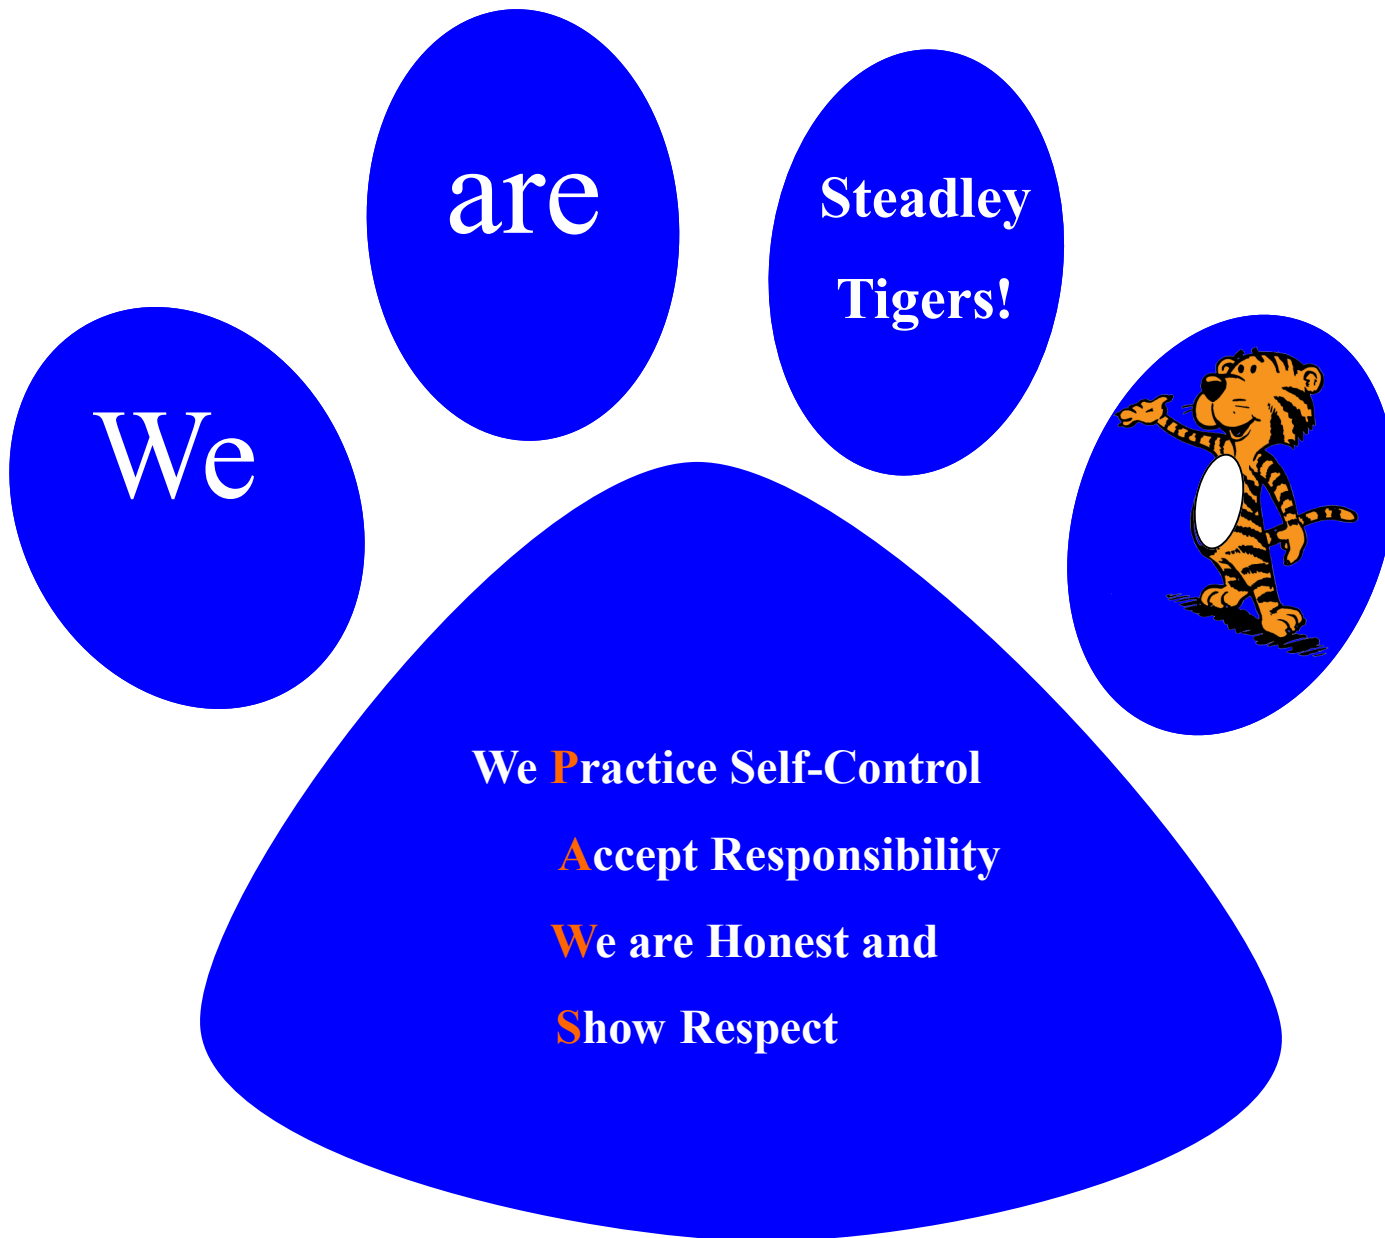 We
are
Steadley
Tigers!
We Practice Self-Control
Accept Responsibility
We are Honest and
Show Respect